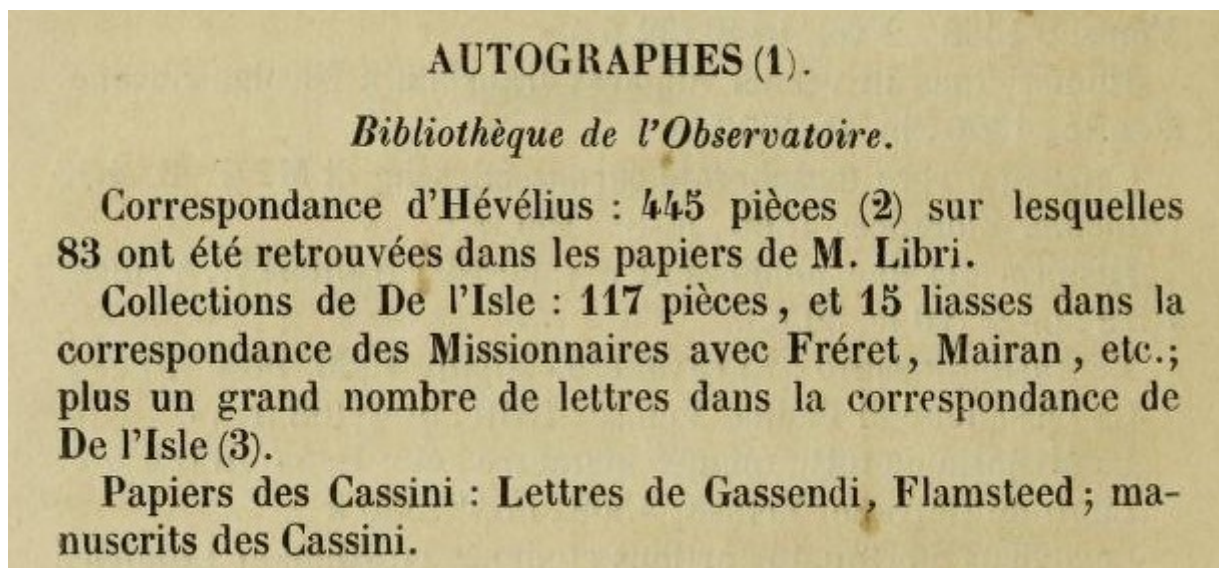 AUTOGRAPHES (1).
Bibliothèque de l'Observatoire.
Correspondance d'Hévélius : 445 pièces (2) sur lesquelles
83 ont été retrouvées dans les papiers de M. Libri.
Collections de De l'Isle : 117 pièces, et 15 liasses dans la
correspondance des Missionnaires avec Fréret, Mairan, etc.;
plus un grand nombre de lettres dans la correspondance de
De l'Isle (3).
Papiers des Cassini : Lettres de Gassendi, Flamsteed; ma-
nuscrits des Cassini.